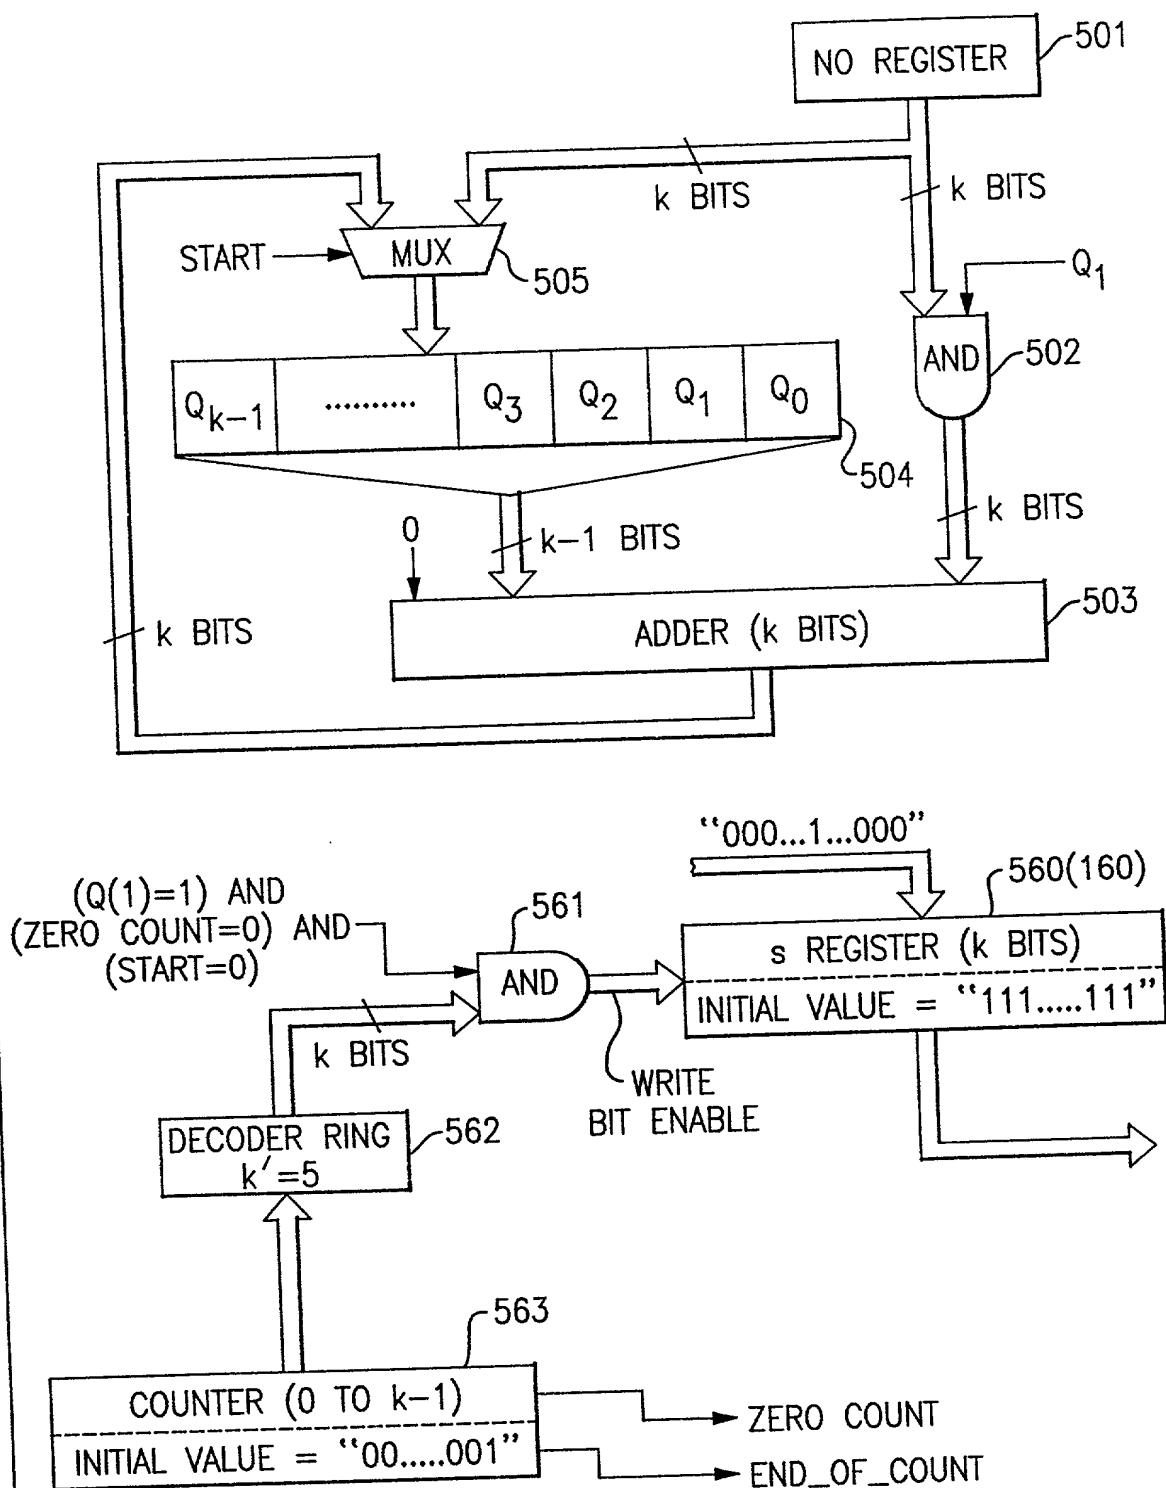 NO REGISTER
501
k BITS
k BITS
START
MUX
505
Q1
AND
502
Qk-1
..........
Q3
Q2
Q1
Q0
504
0
k-1 BITS
k BITS
k BITS
ADDER (k BITS)
503
"000...1...000"
(Q(1)=1) AND
(ZERO COUNT=0) AND
(START=0)
561
AND
560(160)
s REGISTER (k BITS)
INITIAL VALUE = "111.....111"
k BITS
WRITE
BIT ENABLE
DECODER RING
k'=5
562
563
COUNTER (0 TO k-1)
INITIAL VALUE = "00.....001"
ZERO COUNT
END_OF_COUNT